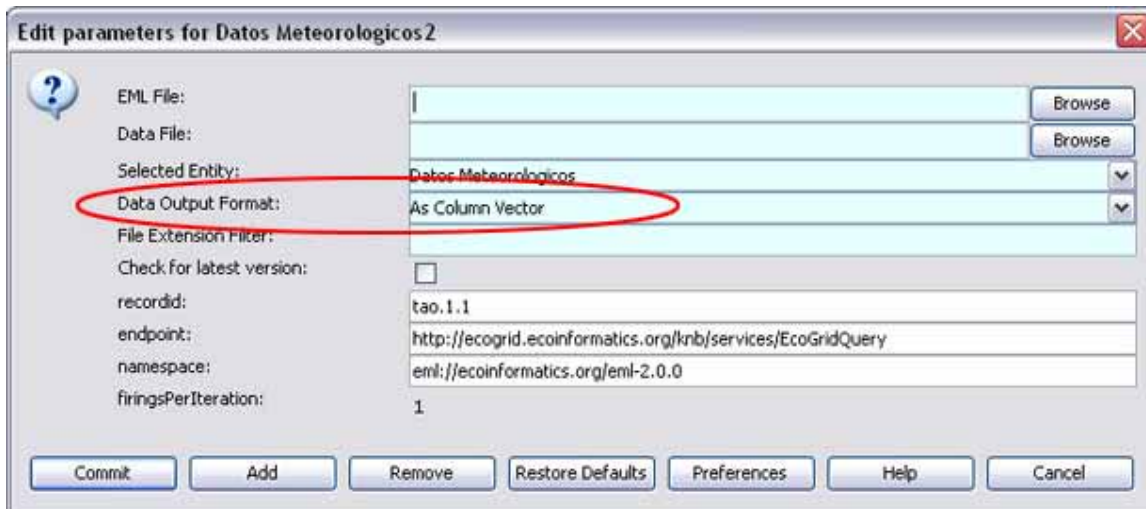 Edit parameters for Datos Meteorologicos2
EML File:
Browse
Data File:
Browse
Selected Entity: Datos Meteorologicos
Data Output Format: As Column Vector
File Extension Filter:
Check for latest version:
recordid: tao.1.1
endpoint: http://ecogrid.ecoinformatics.org/knb/services/EcoGridQuery
namespace: eml://ecoinformatics.org/eml-2.0.0
firingsPerIteration: 1
Commit Add Remove Restore Defaults Preferences Help Cancel